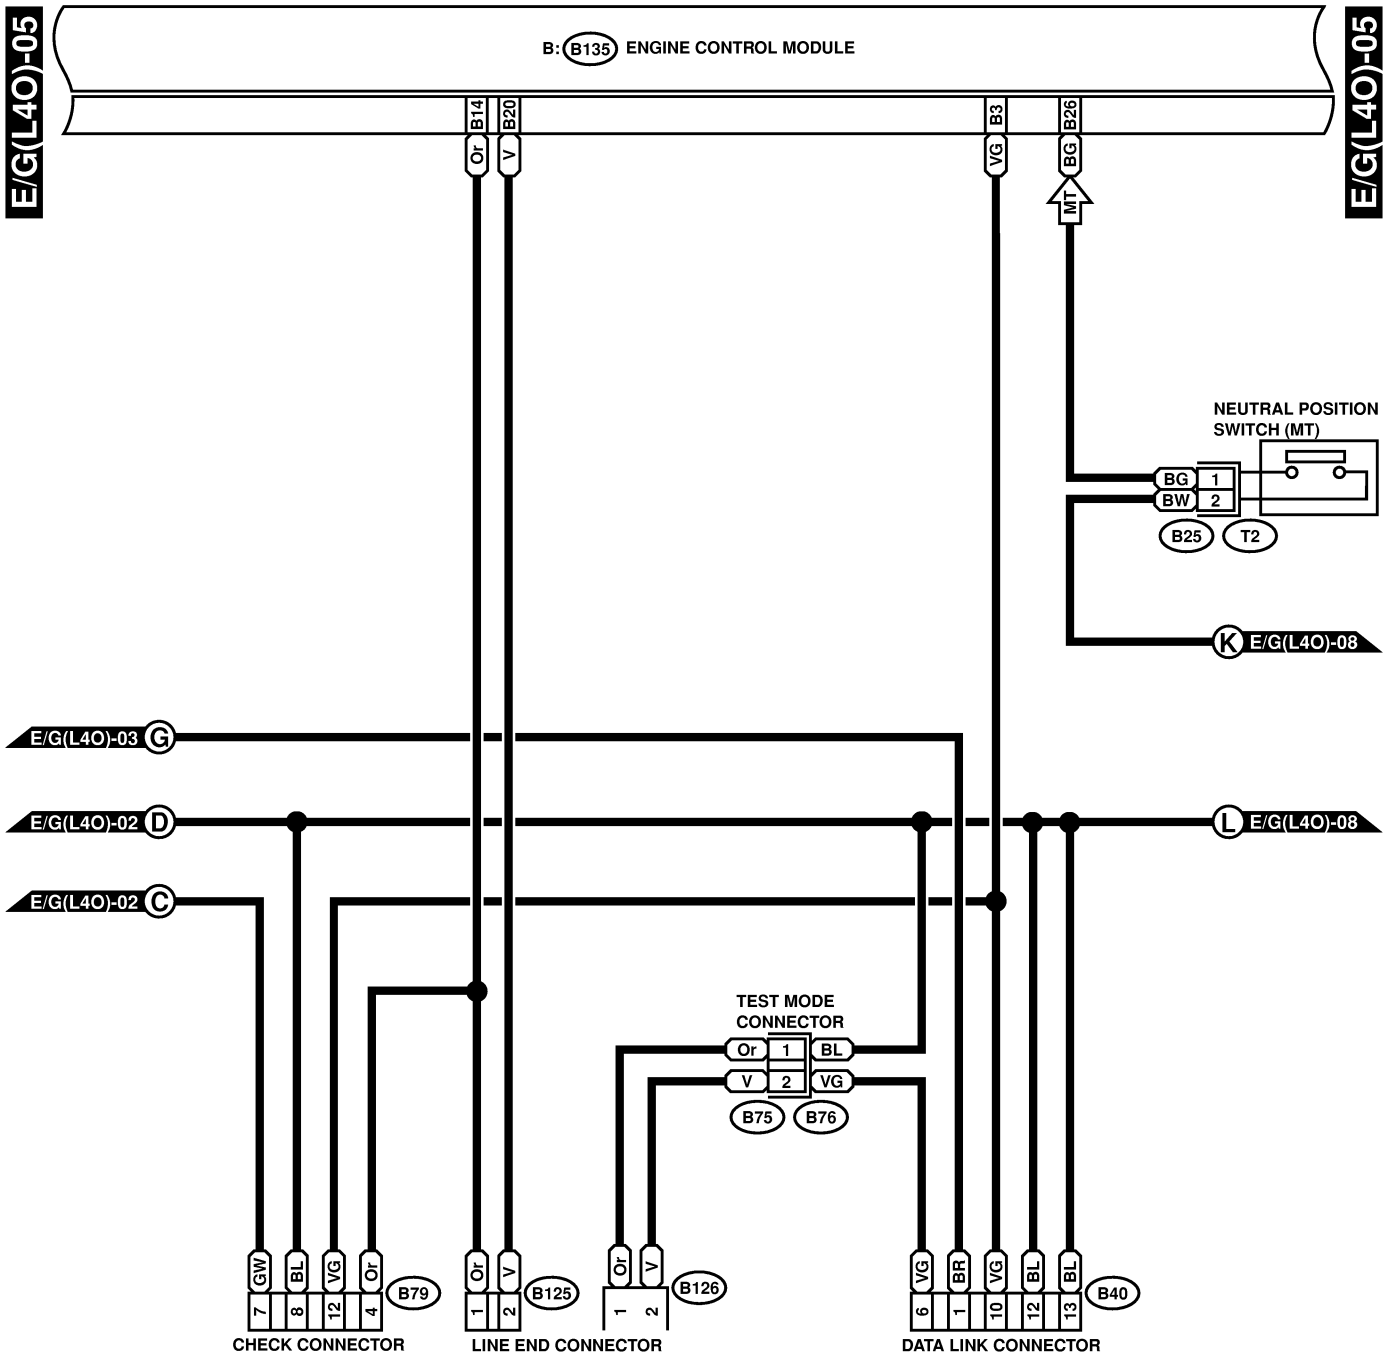 E/G(L4O)-05
B: B135 ENGINE CONTROL MODULE
E/G(L4O)-05
B14 B20 B3 B26
Or V VG BG
MT
NEUTRAL POSITION
SWITCH (MT)
BG 1
BW 2
B25 T2
K E/G(L4O)-08
E/G(L4O)-03 G
E/G(L4O)-02 D
L E/G(L4O)-08
E/G(L4O)-02 C
TEST MODE
CONNECTOR
Or 1 BL
V 2 VG
B75 B76
GW BL VG Or B79
Or V B125
Or V B126
VG BR VG BL BL B40
7 8 12 4
1 2
1 2
6 1 10 12 13
CHECK CONNECTOR
LINE END CONNECTOR
DATA LINK CONNECTOR